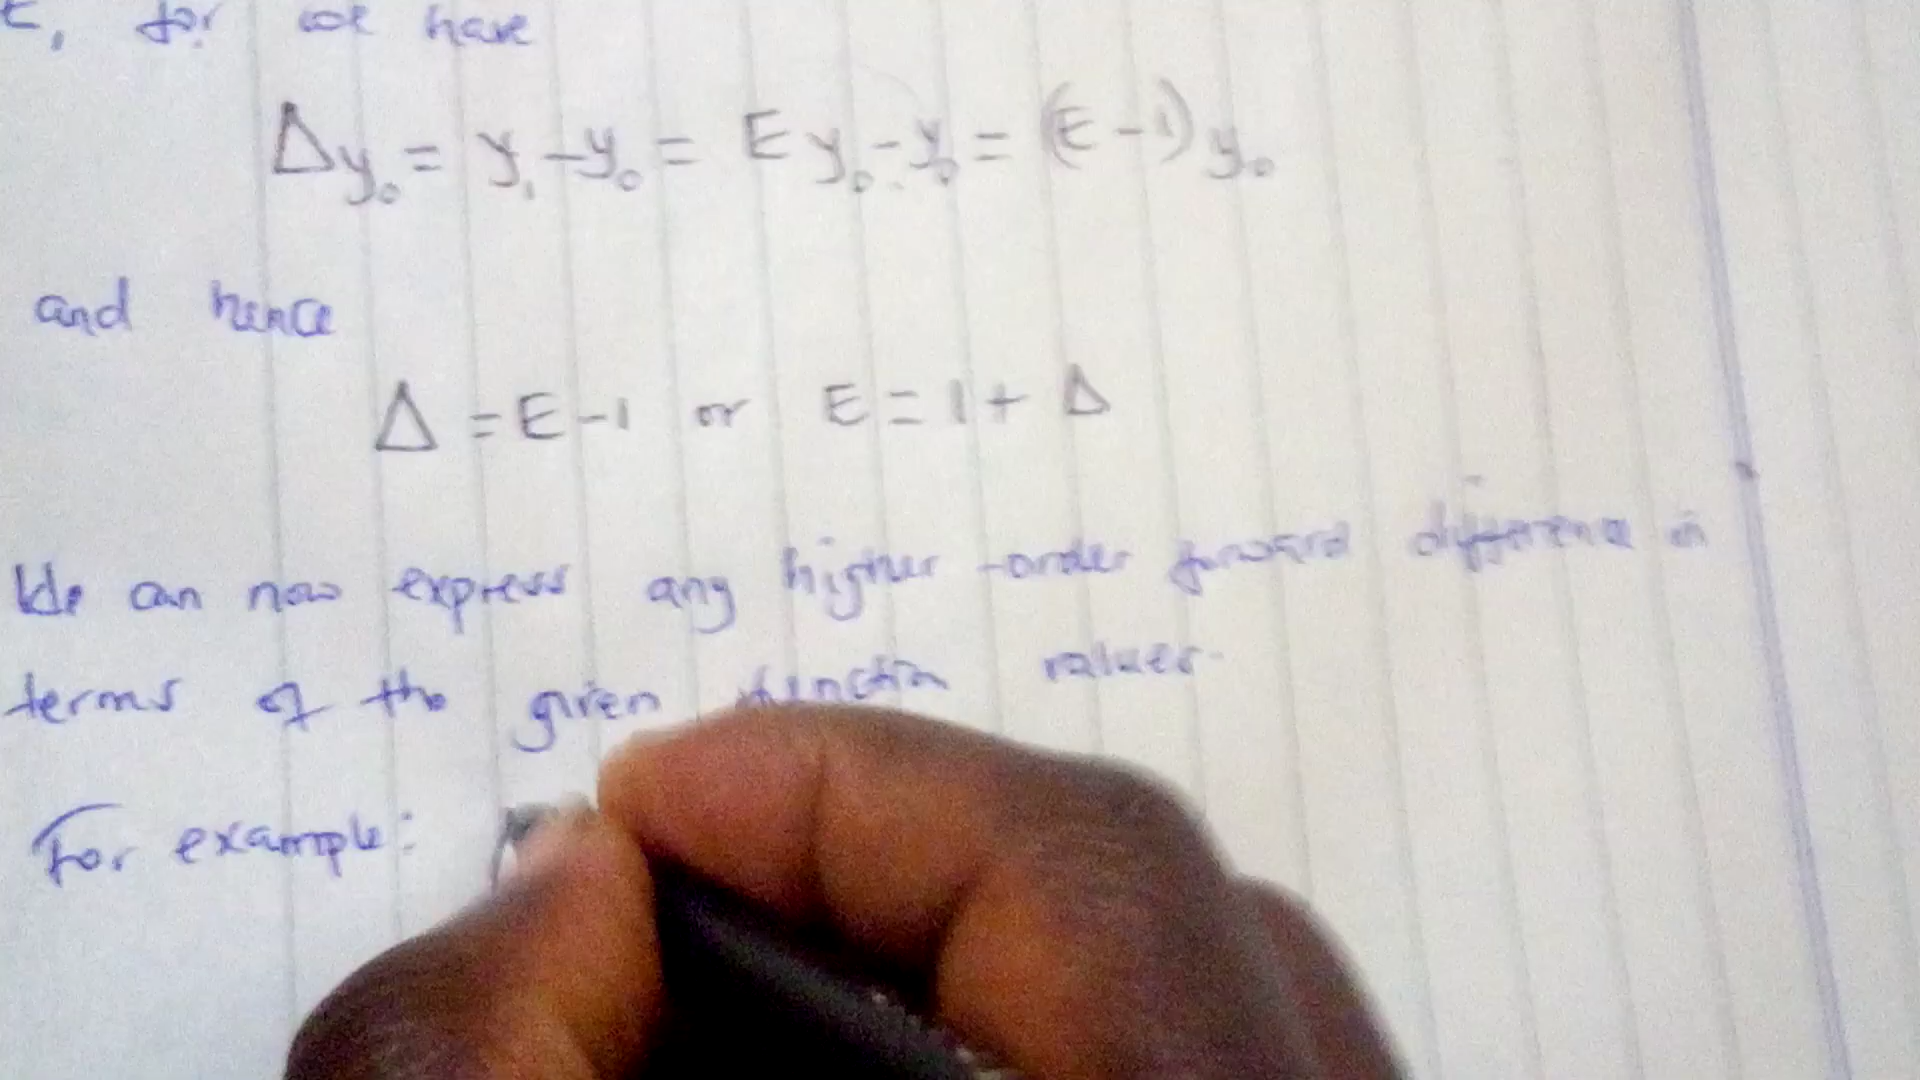 for we have
Δy₀ = y₁ - y₀ = Ey₀ - y₀ = (E - 1)y₀
and hence
Δ = E - 1 or E = 1 + Δ
We can now express any higher-order forward difference in
terms of the given function values.
For example: